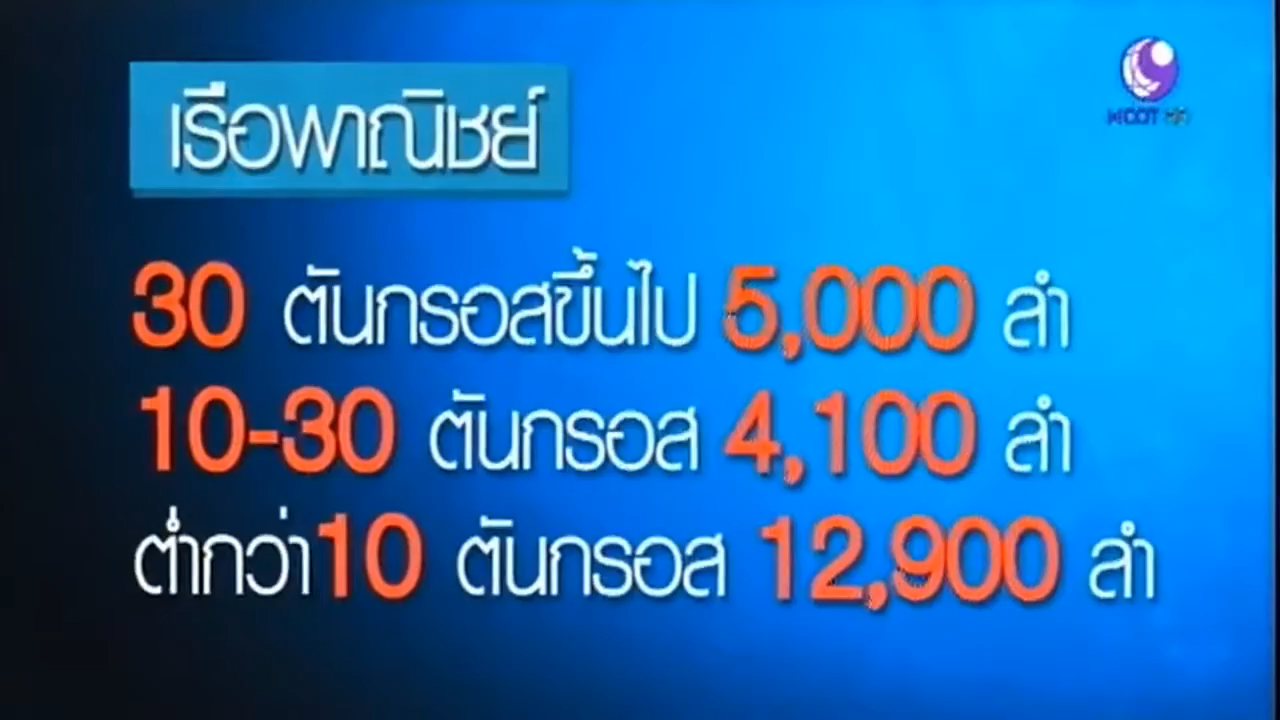 เรือพาณิชย์
MCOT HD
30 ตันกรอสขึ้นไป 5,000 ลำ
10-30 ตันกรอส 4,100 ลำ
ต่ำกว่า10 ตันกรอส 12,900 ลำ